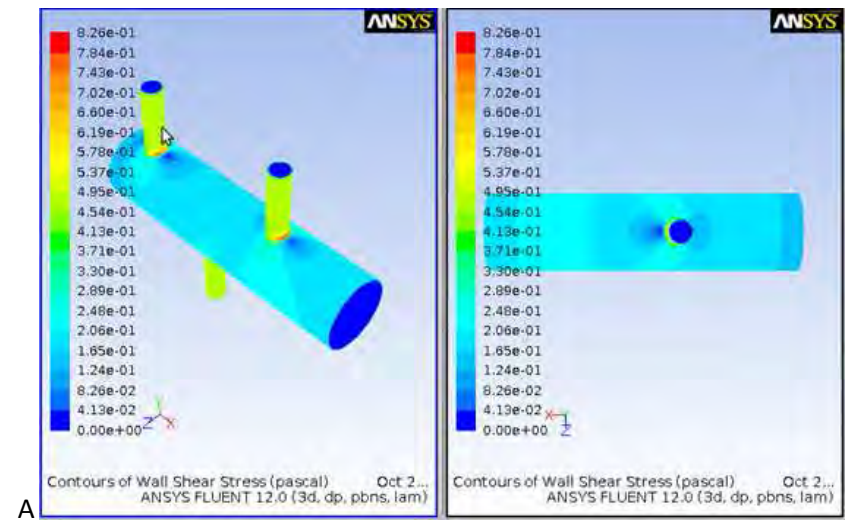 ANSYS
8.26e-01
7.84e-01
7.43e-01
7.02e-01
6.60e-01
6.19e-01
5.78e-01
5.37e-01
4.95e-01
4.54e-01
4.13e-01
3.71e-01
3.30e-01
2.89e-01
2.48e-01
2.06e-01
1.65e-01
1.24e-01
8.26e-02
4.13e-02
0.00e+00
Y
Z X
Contours of Wall Shear Stress (pascal) Oct 2...
ANSYS FLUENT 12.0 (3d, dp, pbns, lam)
ANSYS
8.26e-01
7.84e-01
7.43e-01
7.02e-01
6.60e-01
6.19e-01
5.78e-01
5.37e-01
4.95e-01
4.54e-01
4.13e-01
3.71e-01
3.30e-01
2.89e-01
2.48e-01
2.06e-01
1.65e-01
1.24e-01
8.26e-02
4.13e-02
0.00e+00
X
Z
Contours of Wall Shear Stress (pascal) Oct 2...
ANSYS FLUENT 12.0 (3d, dp, pbns, lam)
A